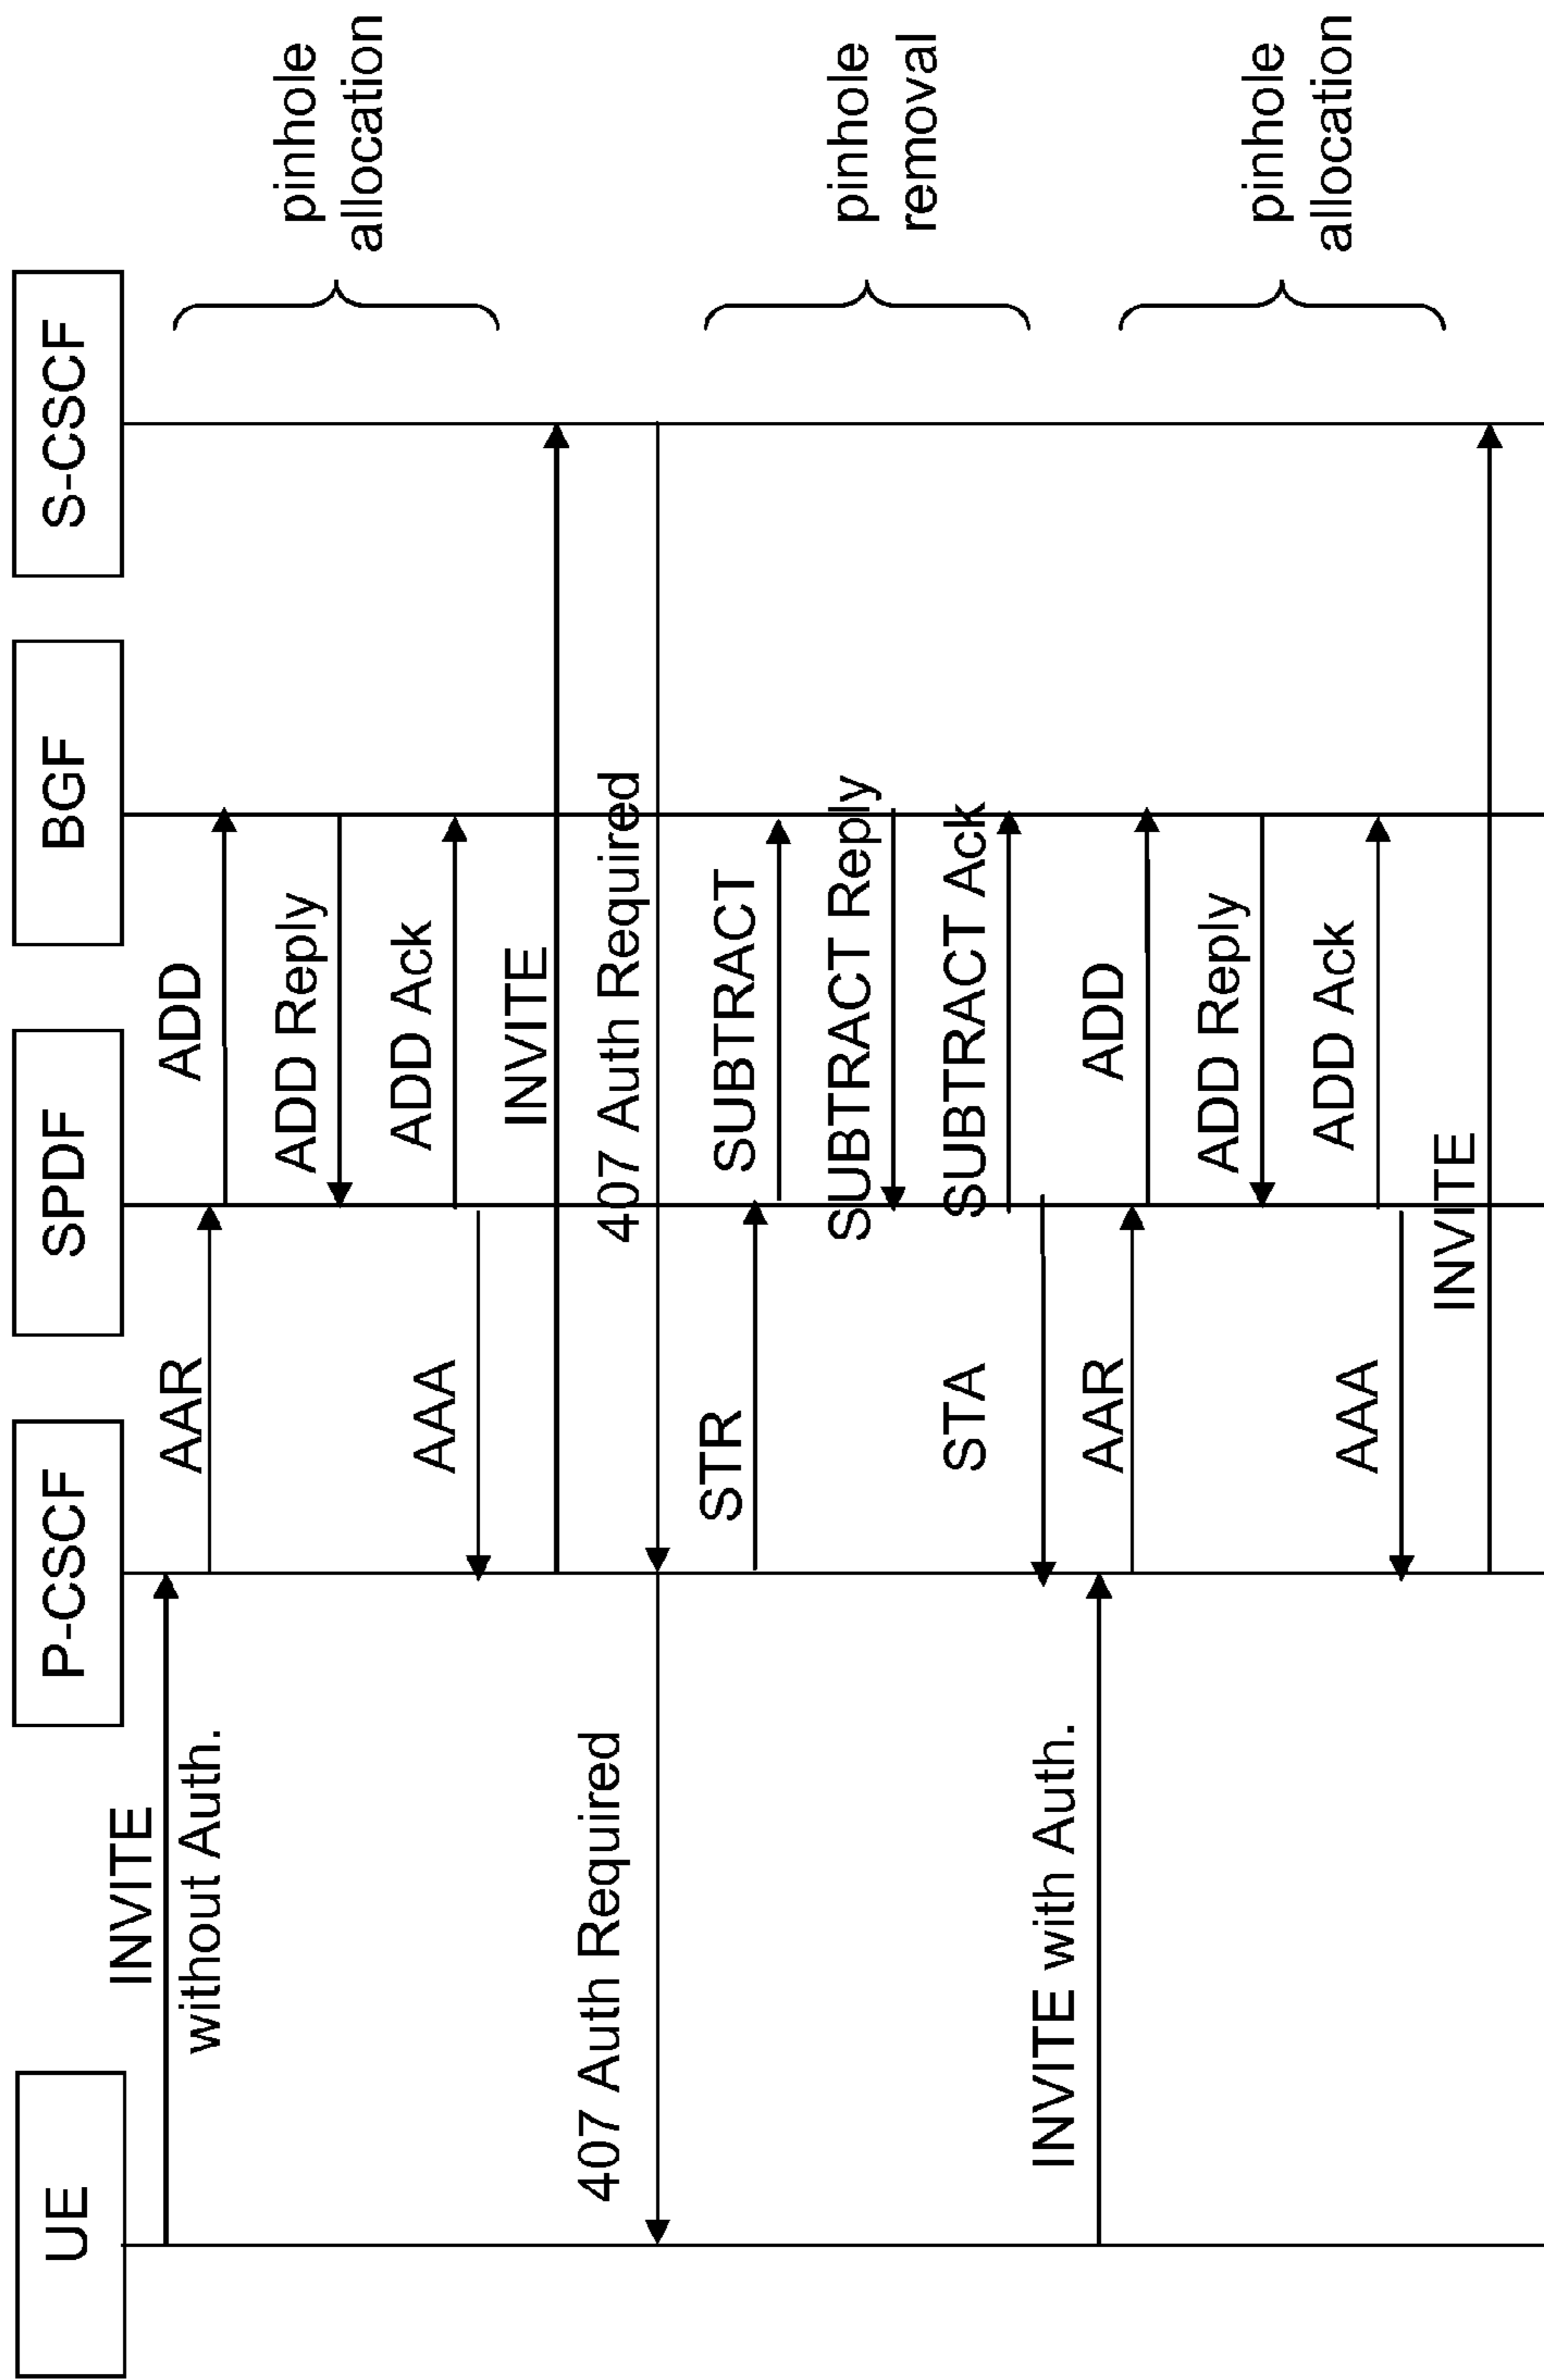 UE
P-CSCF
SPDF
BGF
S-CSCF
INVITE
without Auth.
AAR
ADD
ADD Reply
ADD Ack
AAA
pinhole
allocation
INVITE
407 Auth Required
407 Auth Required
STR
SUBTRACT
SUBTRACT Reply
SUBTRACT Ack
STA
pinhole
removal
INVITE with Auth.
AAR
ADD
ADD Reply
ADD Ack
AAA
pinhole
allocation
INVITE